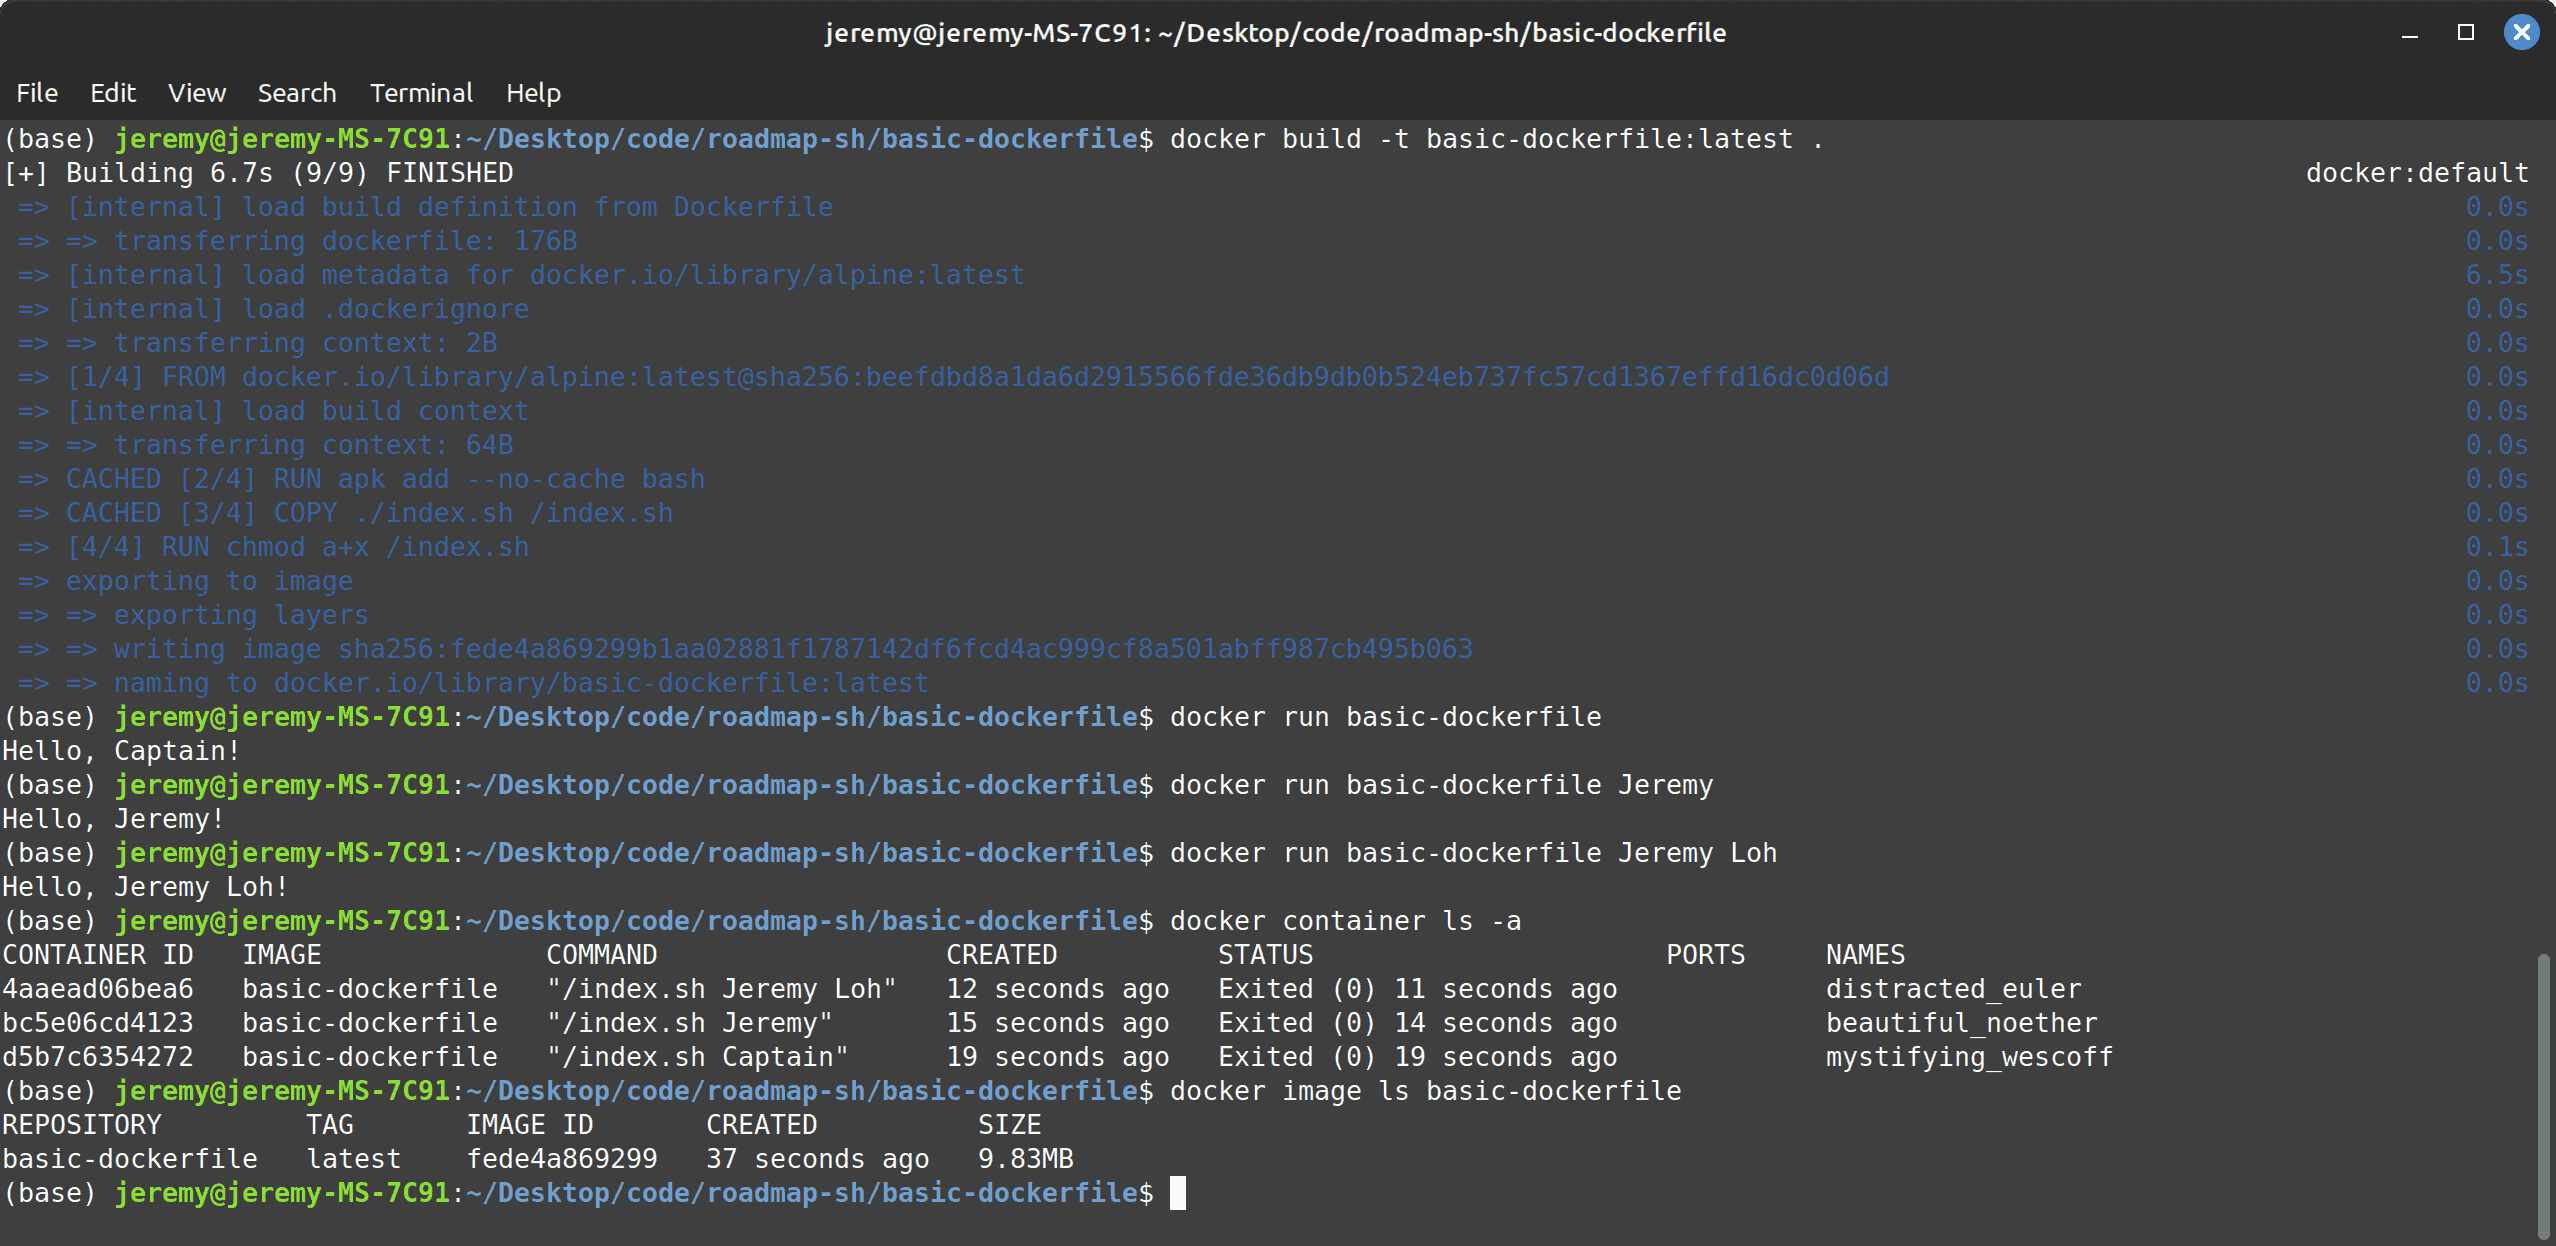 jeremy@jeremy-MS-7C91: ~/Desktop/code/roadmap-sh/basic-dockerfile
File Edit View Search Terminal Help
(base) jeremy@jeremy-MS-7C91:~/Desktop/code/roadmap-sh/basic-dockerfile$ docker build -t basic-dockerfile:latest .
[+] Building 6.7s (9/9) FINISHED docker:default
=> [internal] load build definition from Dockerfile 0.0s
=> => transferring dockerfile: 176B 0.0s
=> [internal] load metadata for docker.io/library/alpine:latest 6.5s
=> [internal] load .dockerignore 0.0s
=> => transferring context: 2B 0.0s
=> [1/4] FROM docker.io/library/alpine:latest@sha256:beefdbd8a1da6d2915566fde36db9db0b524eb737fc57cd1367effd16dc0d06d 0.0s
=> [internal] load build context 0.0s
=> => transferring context: 64B 0.0s
=> CACHED [2/4] RUN apk add --no-cache bash 0.0s
=> CACHED [3/4] COPY ./index.sh /index.sh 0.0s
=> [4/4] RUN chmod a+x /index.sh 0.1s
=> exporting to image 0.0s
=> => exporting layers 0.0s
=> => writing image sha256:fede4a869299b1aa02881f1787142df6fcd4ac999cf8a501abff987cb495b063 0.0s
=> => naming to docker.io/library/basic-dockerfile:latest 0.0s
(base) jeremy@jeremy-MS-7C91:~/Desktop/code/roadmap-sh/basic-dockerfile$ docker run basic-dockerfile
Hello, Captain!
(base) jeremy@jeremy-MS-7C91:~/Desktop/code/roadmap-sh/basic-dockerfile$ docker run basic-dockerfile Jeremy
Hello, Jeremy!
(base) jeremy@jeremy-MS-7C91:~/Desktop/code/roadmap-sh/basic-dockerfile$ docker run basic-dockerfile Jeremy Loh
Hello, Jeremy Loh!
(base) jeremy@jeremy-MS-7C91:~/Desktop/code/roadmap-sh/basic-dockerfile$ docker container ls -a
CONTAINER ID IMAGE COMMAND CREATED STATUS PORTS NAMES
4aaead06bea6 basic-dockerfile "/index.sh Jeremy Loh" 12 seconds ago Exited (0) 11 seconds ago distracted_euler
bc5e06cd4123 basic-dockerfile "/index.sh Jeremy" 15 seconds ago Exited (0) 14 seconds ago beautiful_noether
d5b7c6354272 basic-dockerfile "/index.sh Captain" 19 seconds ago Exited (0) 19 seconds ago mystifying_wescoff
(base) jeremy@jeremy-MS-7C91:~/Desktop/code/roadmap-sh/basic-dockerfile$ docker image ls basic-dockerfile
REPOSITORY TAG IMAGE ID CREATED SIZE
basic-dockerfile latest fede4a869299 37 seconds ago 9.83MB
(base) jeremy@jeremy-MS-7C91:~/Desktop/code/roadmap-sh/basic-dockerfile$